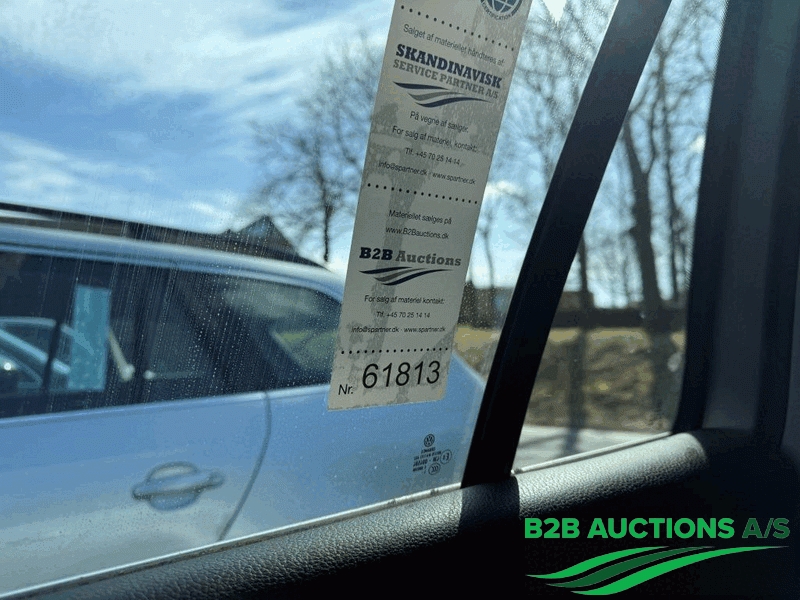 Salget af materiellet håndteres af:
SKANDINAVISK
SERVICE PARTNER A/S
På vegne af sælger.
For salg af materiel, kontakt:
Tlf. +45 70 25 14 14
info@spartner.dk - www.spartner.dk
Materiellet sælges på
www.B2Bauctions.dk
B2B Auctions
For salg af materiel kontakt:
Tlf. +45 70 25 14 14
info@spartner.dk - www.spartner.dk
Nr. 61813
B2B AUCTIONS A/S